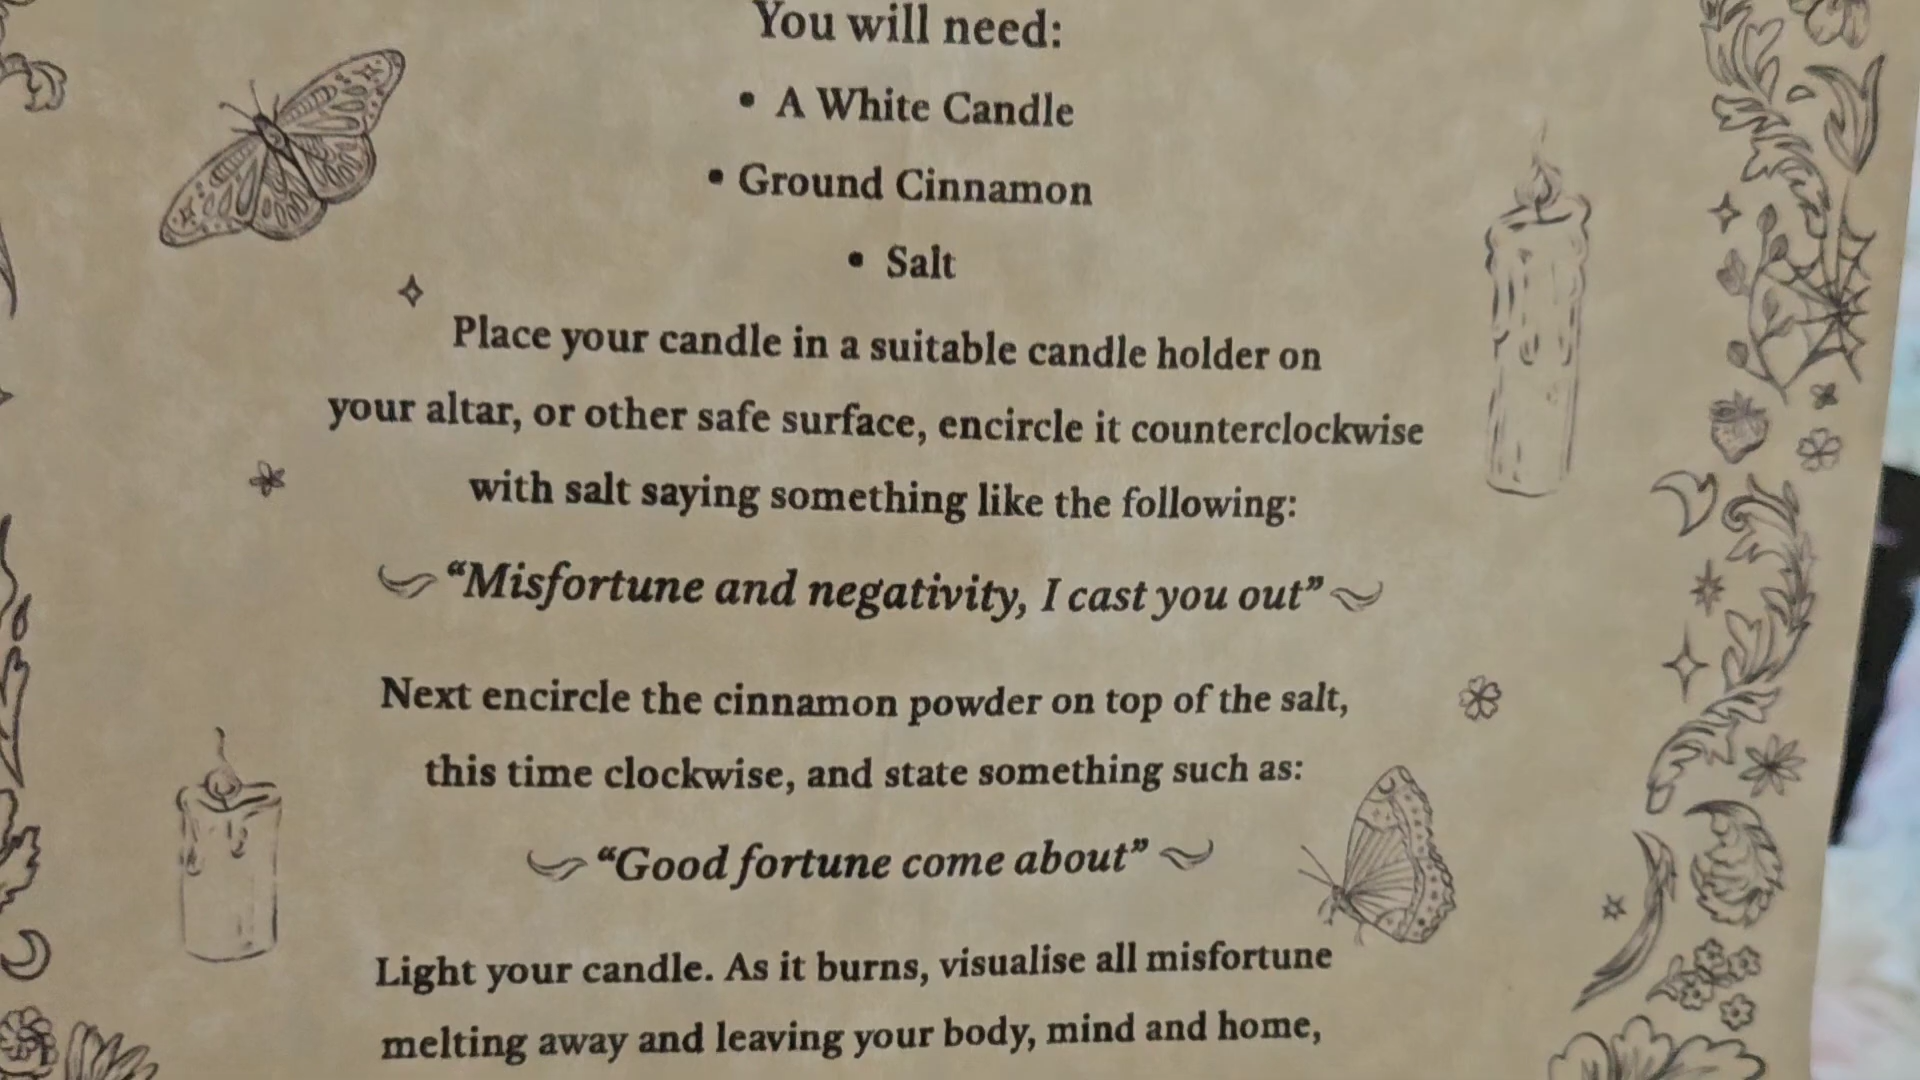 You will need:
• A White Candle
• Ground Cinnamon
• Salt
Place your candle in a suitable candle holder on
your altar, or other safe surface, encircle it counterclockwise
with salt saying something like the following:
“Misfortune and negativity, I cast you out”
Next encircle the cinnamon powder on top of the salt,
this time clockwise, and state something such as:
“Good fortune come about”
Light your candle. As it burns, visualise all misfortune
melting away and leaving your body, mind and home,